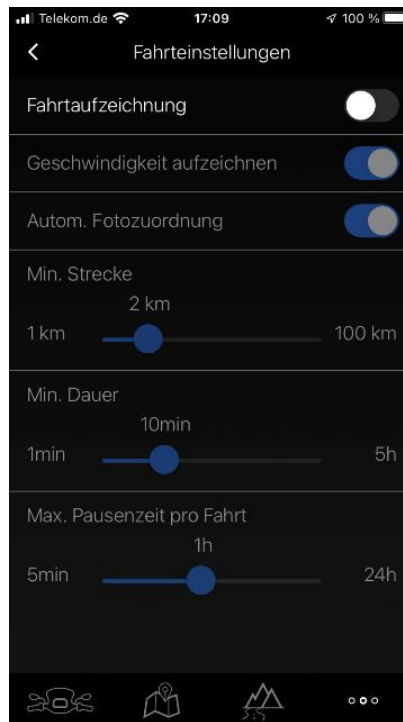 Telekom.de 17:09 100 %
Fahrteinstellungen
Fahrtaufzeichnung
Geschwindigkeit aufzeichnen
Autom. Fotozuordnung
Min. Strecke
2 km
1 km 100 km
Min. Dauer
10min
1min 5h
Max. Pausenzeit pro Fahrt
1h
5min 24h